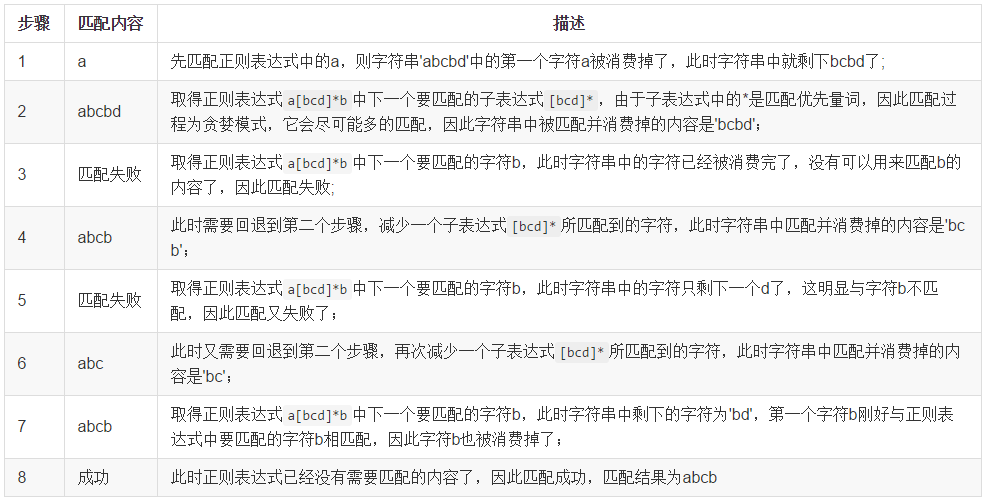 步骤 匹配内容 描述
1 a 先匹配正则表达式中的a，则字符串'abcbd'中的第一个字符a被消费掉了，此时字符串中就剩下bcbd了;
2 abcbd 取得正则表达式 a[bcd]*b 中下一个要匹配的子表达式 [bcd]* ，由于子表达式中的*是匹配优先量词，因此匹配过
程为贪婪模式，它会尽可能多的匹配，因此字符串中被匹配并消费掉的内容是'bcbd'；
3 匹配失败 取得正则表达式 a[bcd]*b 中下一个要匹配的字符b，此时字符串中的字符已经被消费完了，没有可以用来匹配b的
内容了，因此匹配失败;
4 abcb 此时需要回退到第二个步骤，减少一个子表达式 [bcd]* 所匹配到的字符，此时字符串中匹配并消费掉的内容是'bc
b'；
5 匹配失败 取得正则表达式 a[bcd]*b 中下一个要匹配的字符b，此时字符串中的字符只剩下一个d了，这明显与字符b不匹
配，因此匹配又失败了；
6 abc 此时又需要回退到第二个步骤，再次减少一个子表达式 [bcd]* 所匹配到的字符，此时字符串中匹配并消费掉的内
容是'bc'；
7 abcb 取得正则表达式 a[bcd]*b 中下一个要匹配的字符b，此时字符串中剩下的字符为'bd'，第一个字符b刚好与正则表
达式中要匹配的字符b相匹配，因此字符b也被消费掉了；
8 成功 此时正则表达式已经没有需要匹配的内容了，因此匹配成功，匹配结果为abcb